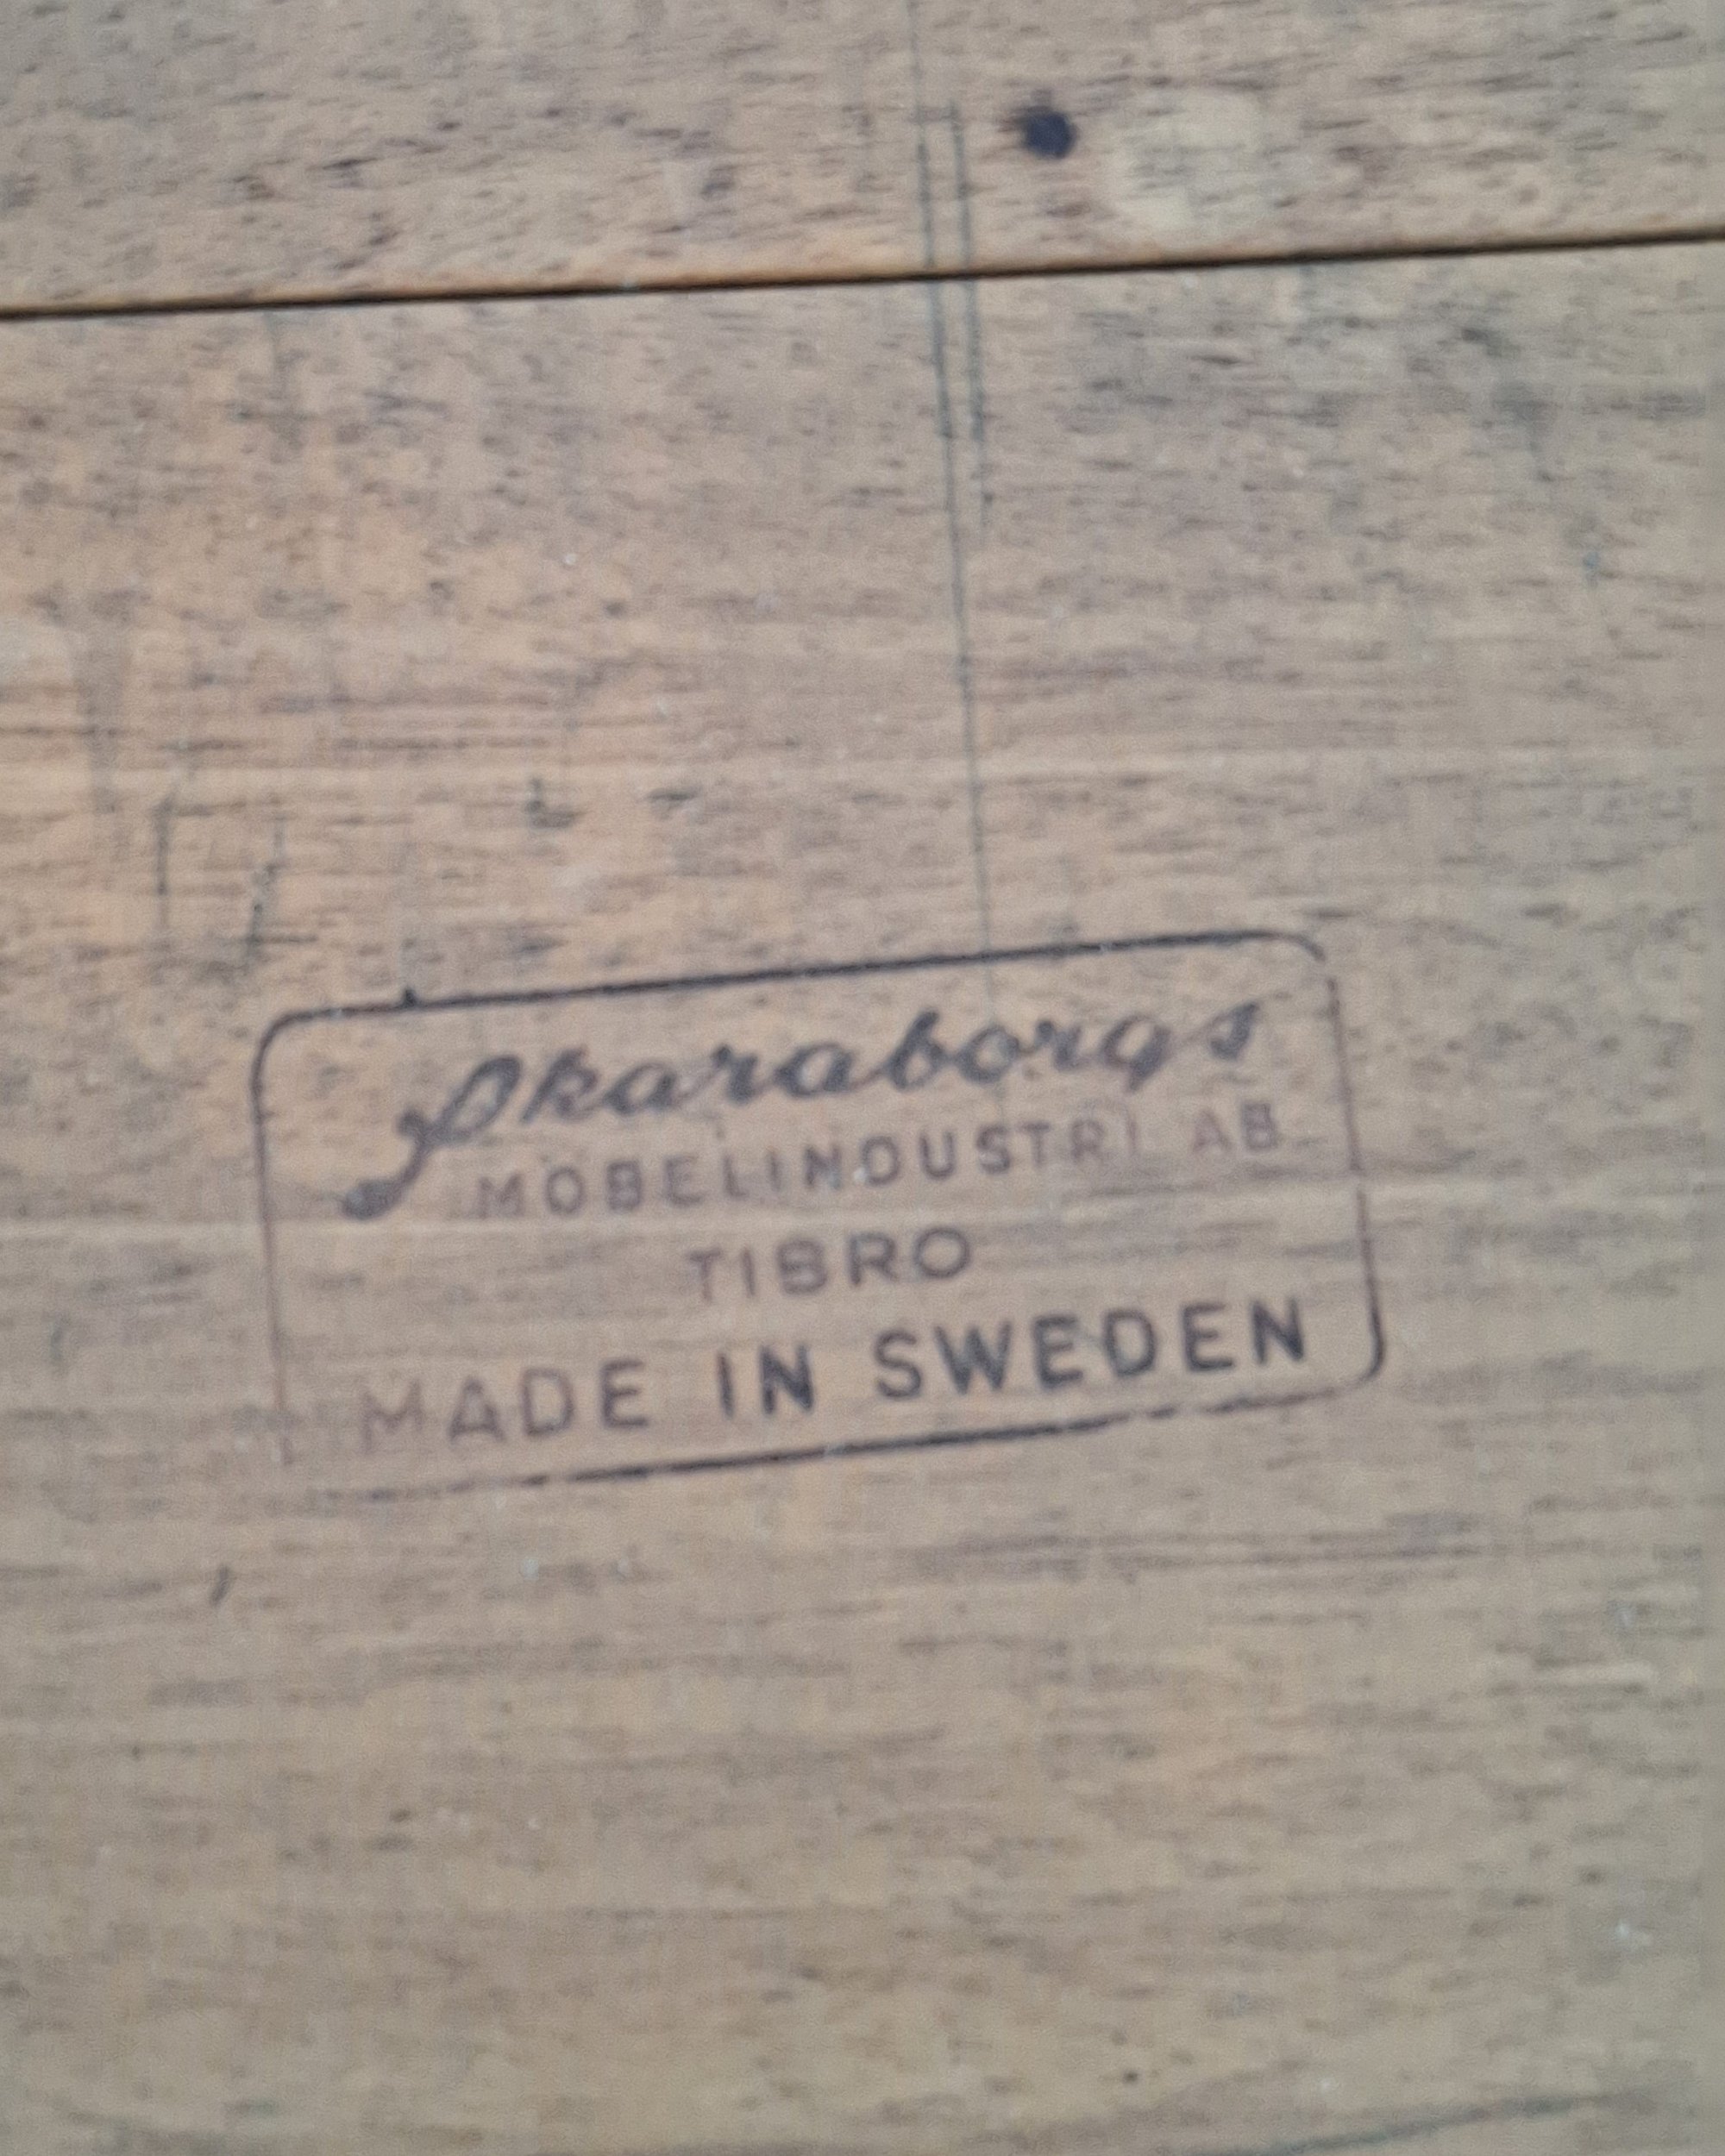 Skaraborgs
MÖBELINDUSTRI AB
TIBRO
MADE IN SWEDEN